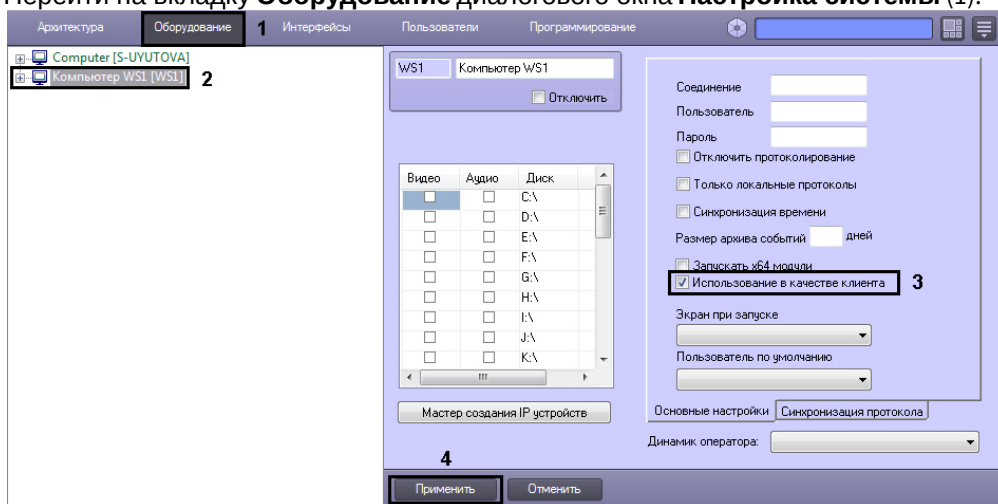 Перейти на вкладку Оборудование диалогового окна Настройка системы (1).
Архитектура Оборудование 1 Интерфейсы Пользователи Программирование
Computer [S-UYUTOVA]
Компьютер WS1 [WS1] 2
WS1 Компьютер WS1
Отключить
Видео Аудио Диск
C:\
D:\
E:\
F:\
G:\
H:\
I:\
J:\
K:\
Мастер создания IP устройств
Соединение
Пользователь
Пароль
Отключить протоколирование
Только локальные протоколы
Синхронизация времени
Размер архива событий дней
Запускать x64 модули
Использование в качестве клиента 3
Экран при запуске
Пользователь по умолчанию
Основные настройки Синхронизация протокола
Динамик оператора:
4
Применить Отменить